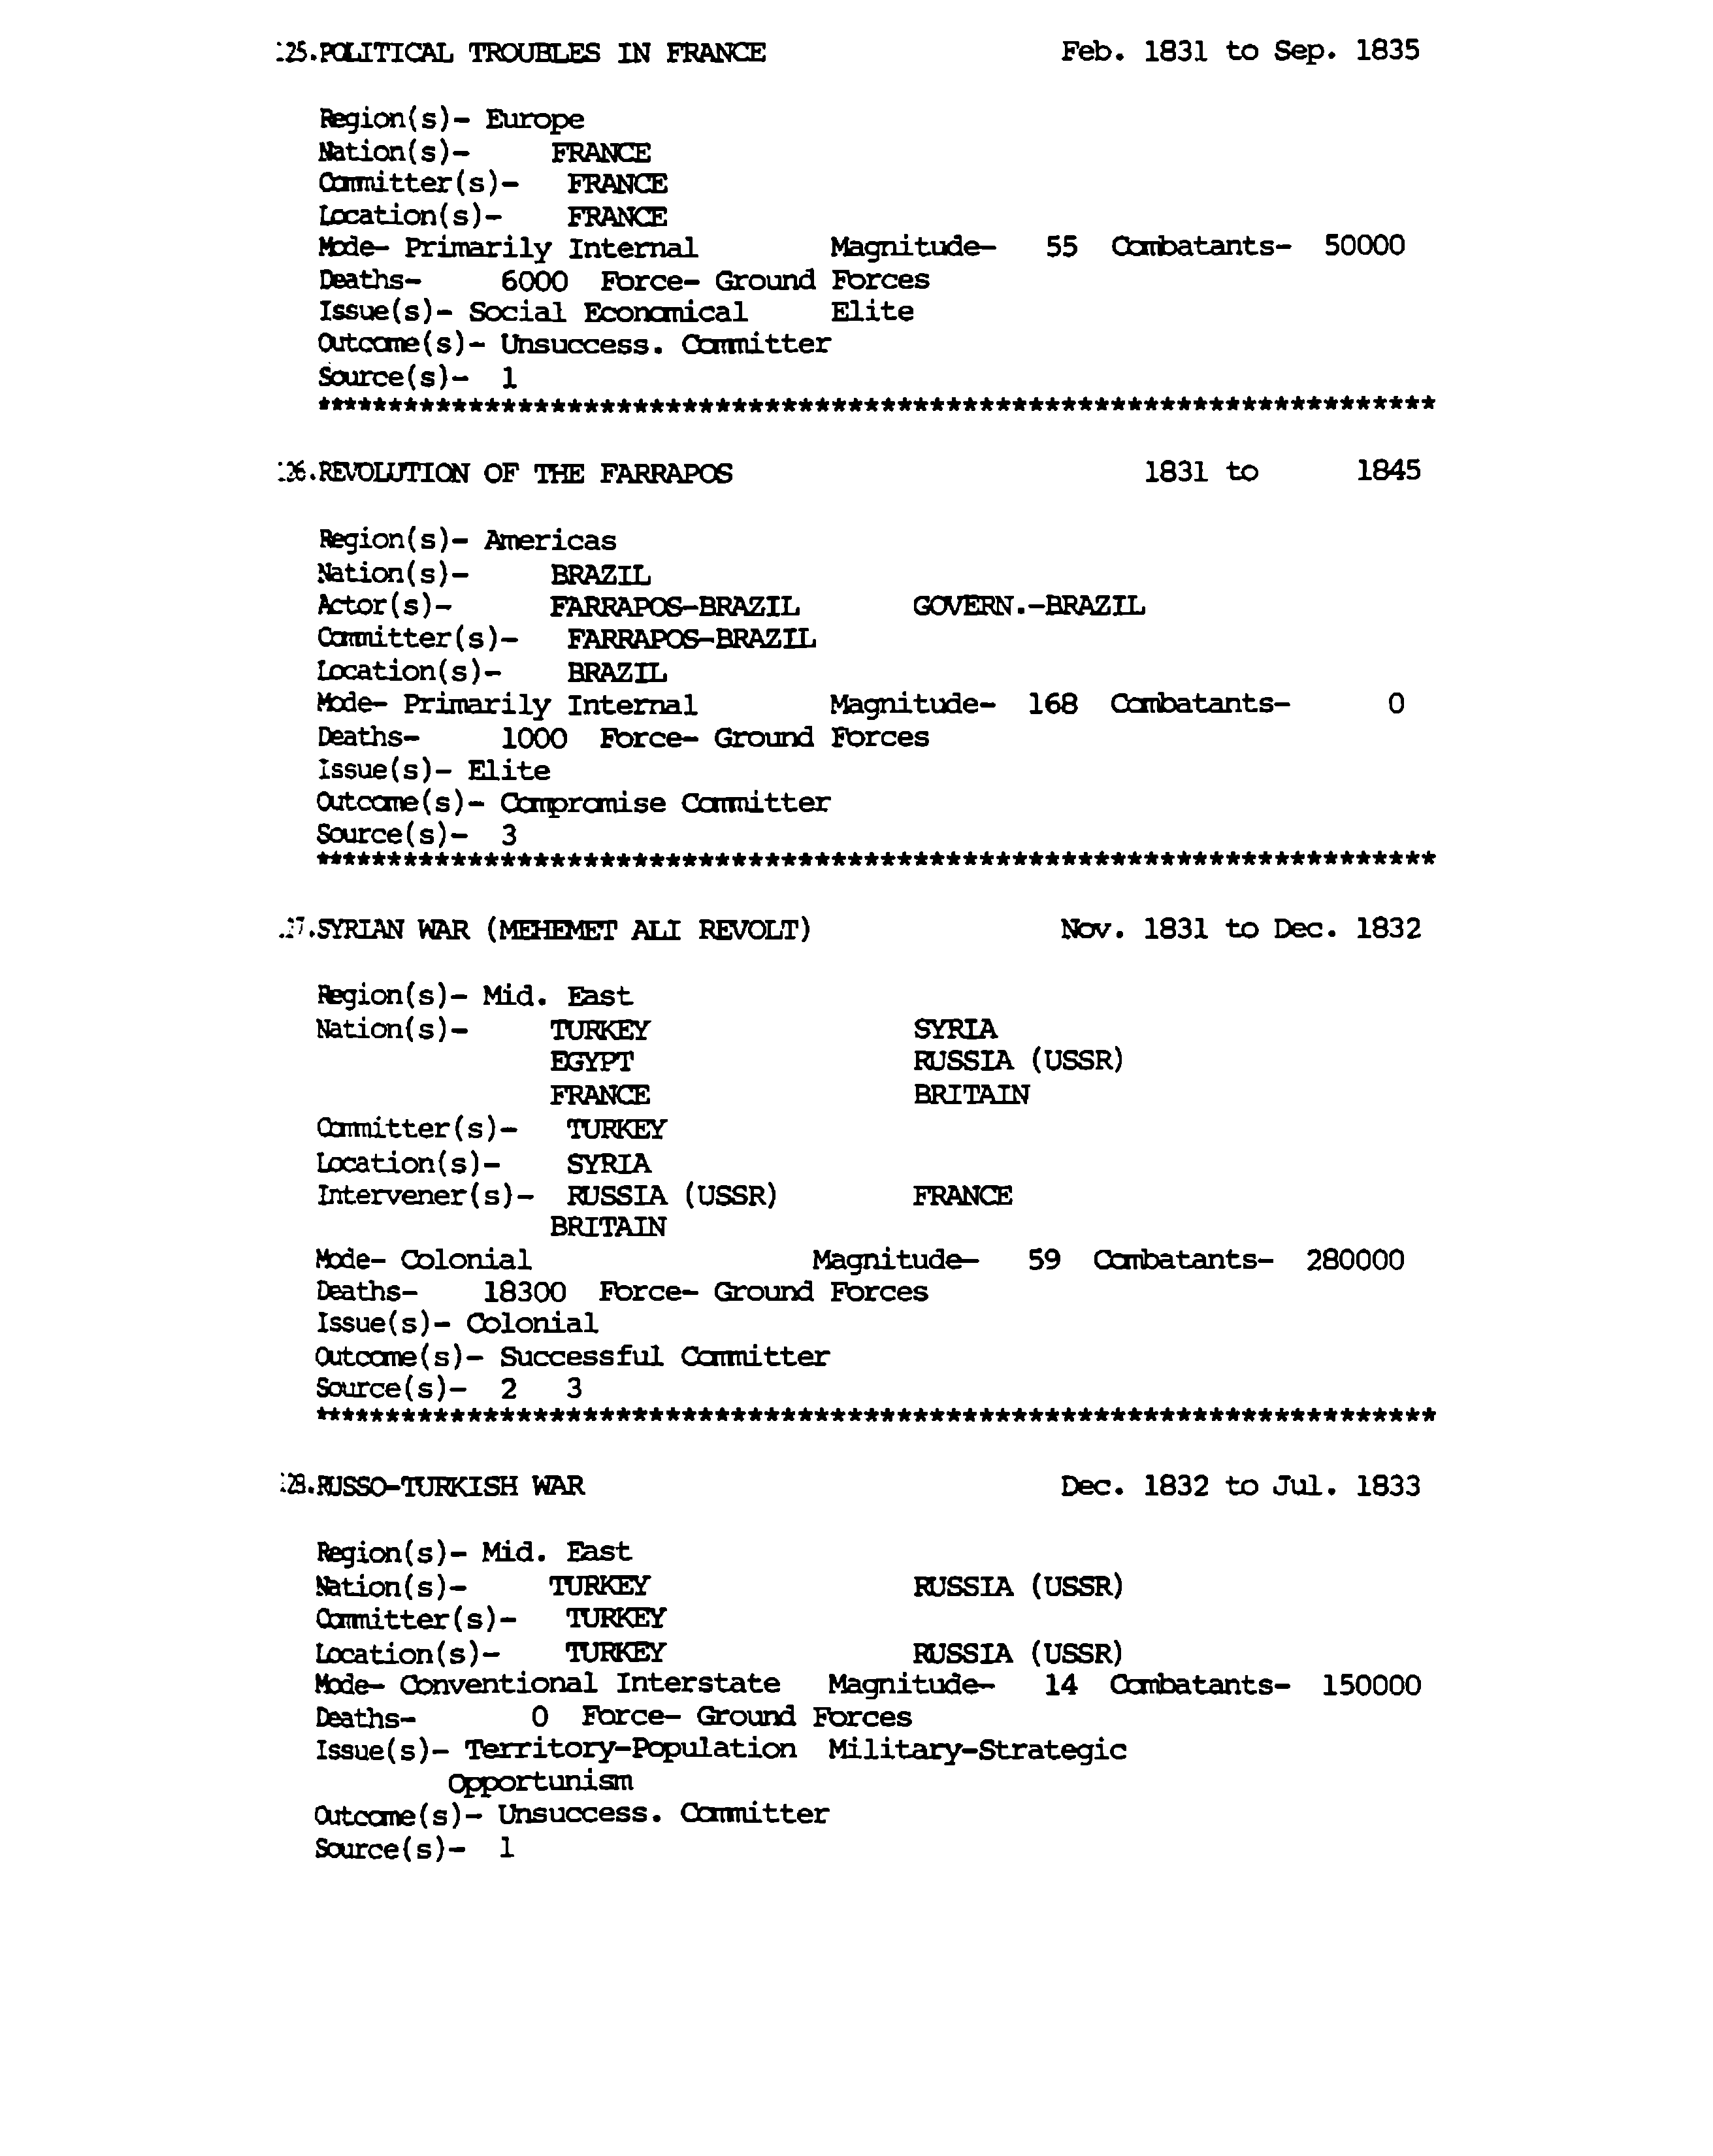 125.POLITICAL TROUBLES IN FRANCE Feb. 1831 to Sep. 1835
Region(s)- Europe
Nation(s)- FRANCE
Committer(s)- FRANCE
Location(s)- FRANCE
Mode- Primarily Internal Magnitude- 55 Combatants- 50000
Deaths- 6000 Force- Ground Forces
Issue(s)- Social Economical Elite
Outcome(s)- Unsuccess. Committer
Source(s)- 1
********************************************************************
126.REVOLUTION OF THE FARRAPOS 1831 to 1845
Region(s)- Americas
Nation(s)- BRAZIL
Actor(s)- FARRAPOS-BRAZIL GOVERN.-BRAZIL
Committer(s)- FARRAPOS-BRAZIL
Location(s)- BRAZIL
Mode- Primarily Internal Magnitude- 168 Combatants- 0
Deaths- 1000 Force- Ground Forces
Issue(s)- Elite
Outcome(s)- Compromise Committer
Source(s)- 3
********************************************************************
127.SYRIAN WAR (MEHEMET ALI REVOLT) Nov. 1831 to Dec. 1832
Region(s)- Mid. East
Nation(s)- TURKEY SYRIA
EGYPT RUSSIA (USSR)
FRANCE BRITAIN
Committer(s)- TURKEY
Location(s)- SYRIA
Intervener(s)- RUSSIA (USSR) FRANCE
BRITAIN
Mode- Colonial Magnitude- 59 Combatants- 280000
Deaths- 18300 Force- Ground Forces
Issue(s)- Colonial
Outcome(s)- Successful Committer
Source(s)- 2 3
********************************************************************
128.RUSSO-TURKISH WAR Dec. 1832 to Jul. 1833
Region(s)- Mid. East
Nation(s)- TURKEY RUSSIA (USSR)
Committer(s)- TURKEY
Location(s)- TURKEY RUSSIA (USSR)
Mode- Conventional Interstate Magnitude- 14 Combatants- 150000
Deaths- 0 Force- Ground Forces
Issue(s)- Territory-Population Military-Strategic
Opportunism
Outcome(s)- Unsuccess. Committer
Source(s)- 1